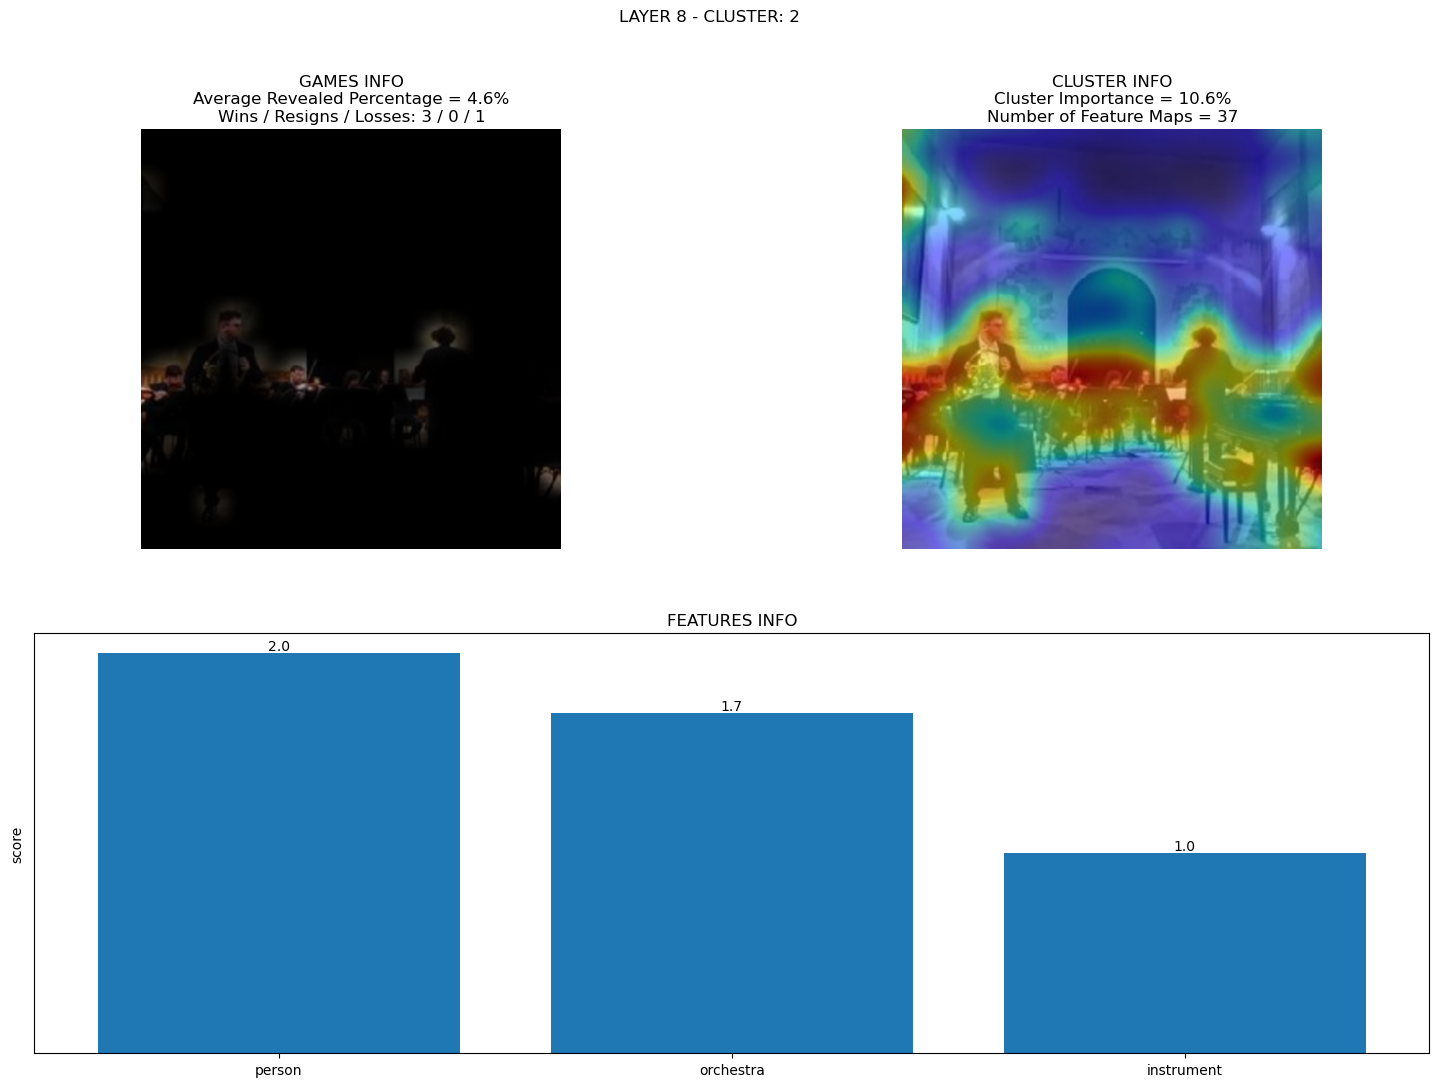 LAYER 8 - CLUSTER: 2
GAMES INFO
Average Revealed Percentage = 4.6%
Wins / Resigns / Losses: 3 / 0 / 1
CLUSTER INFO
Cluster Importance = 10.6%
Number of Feature Maps = 37
FEATURES INFO
score
2.0
1.7
1.0
person
orchestra
instrument